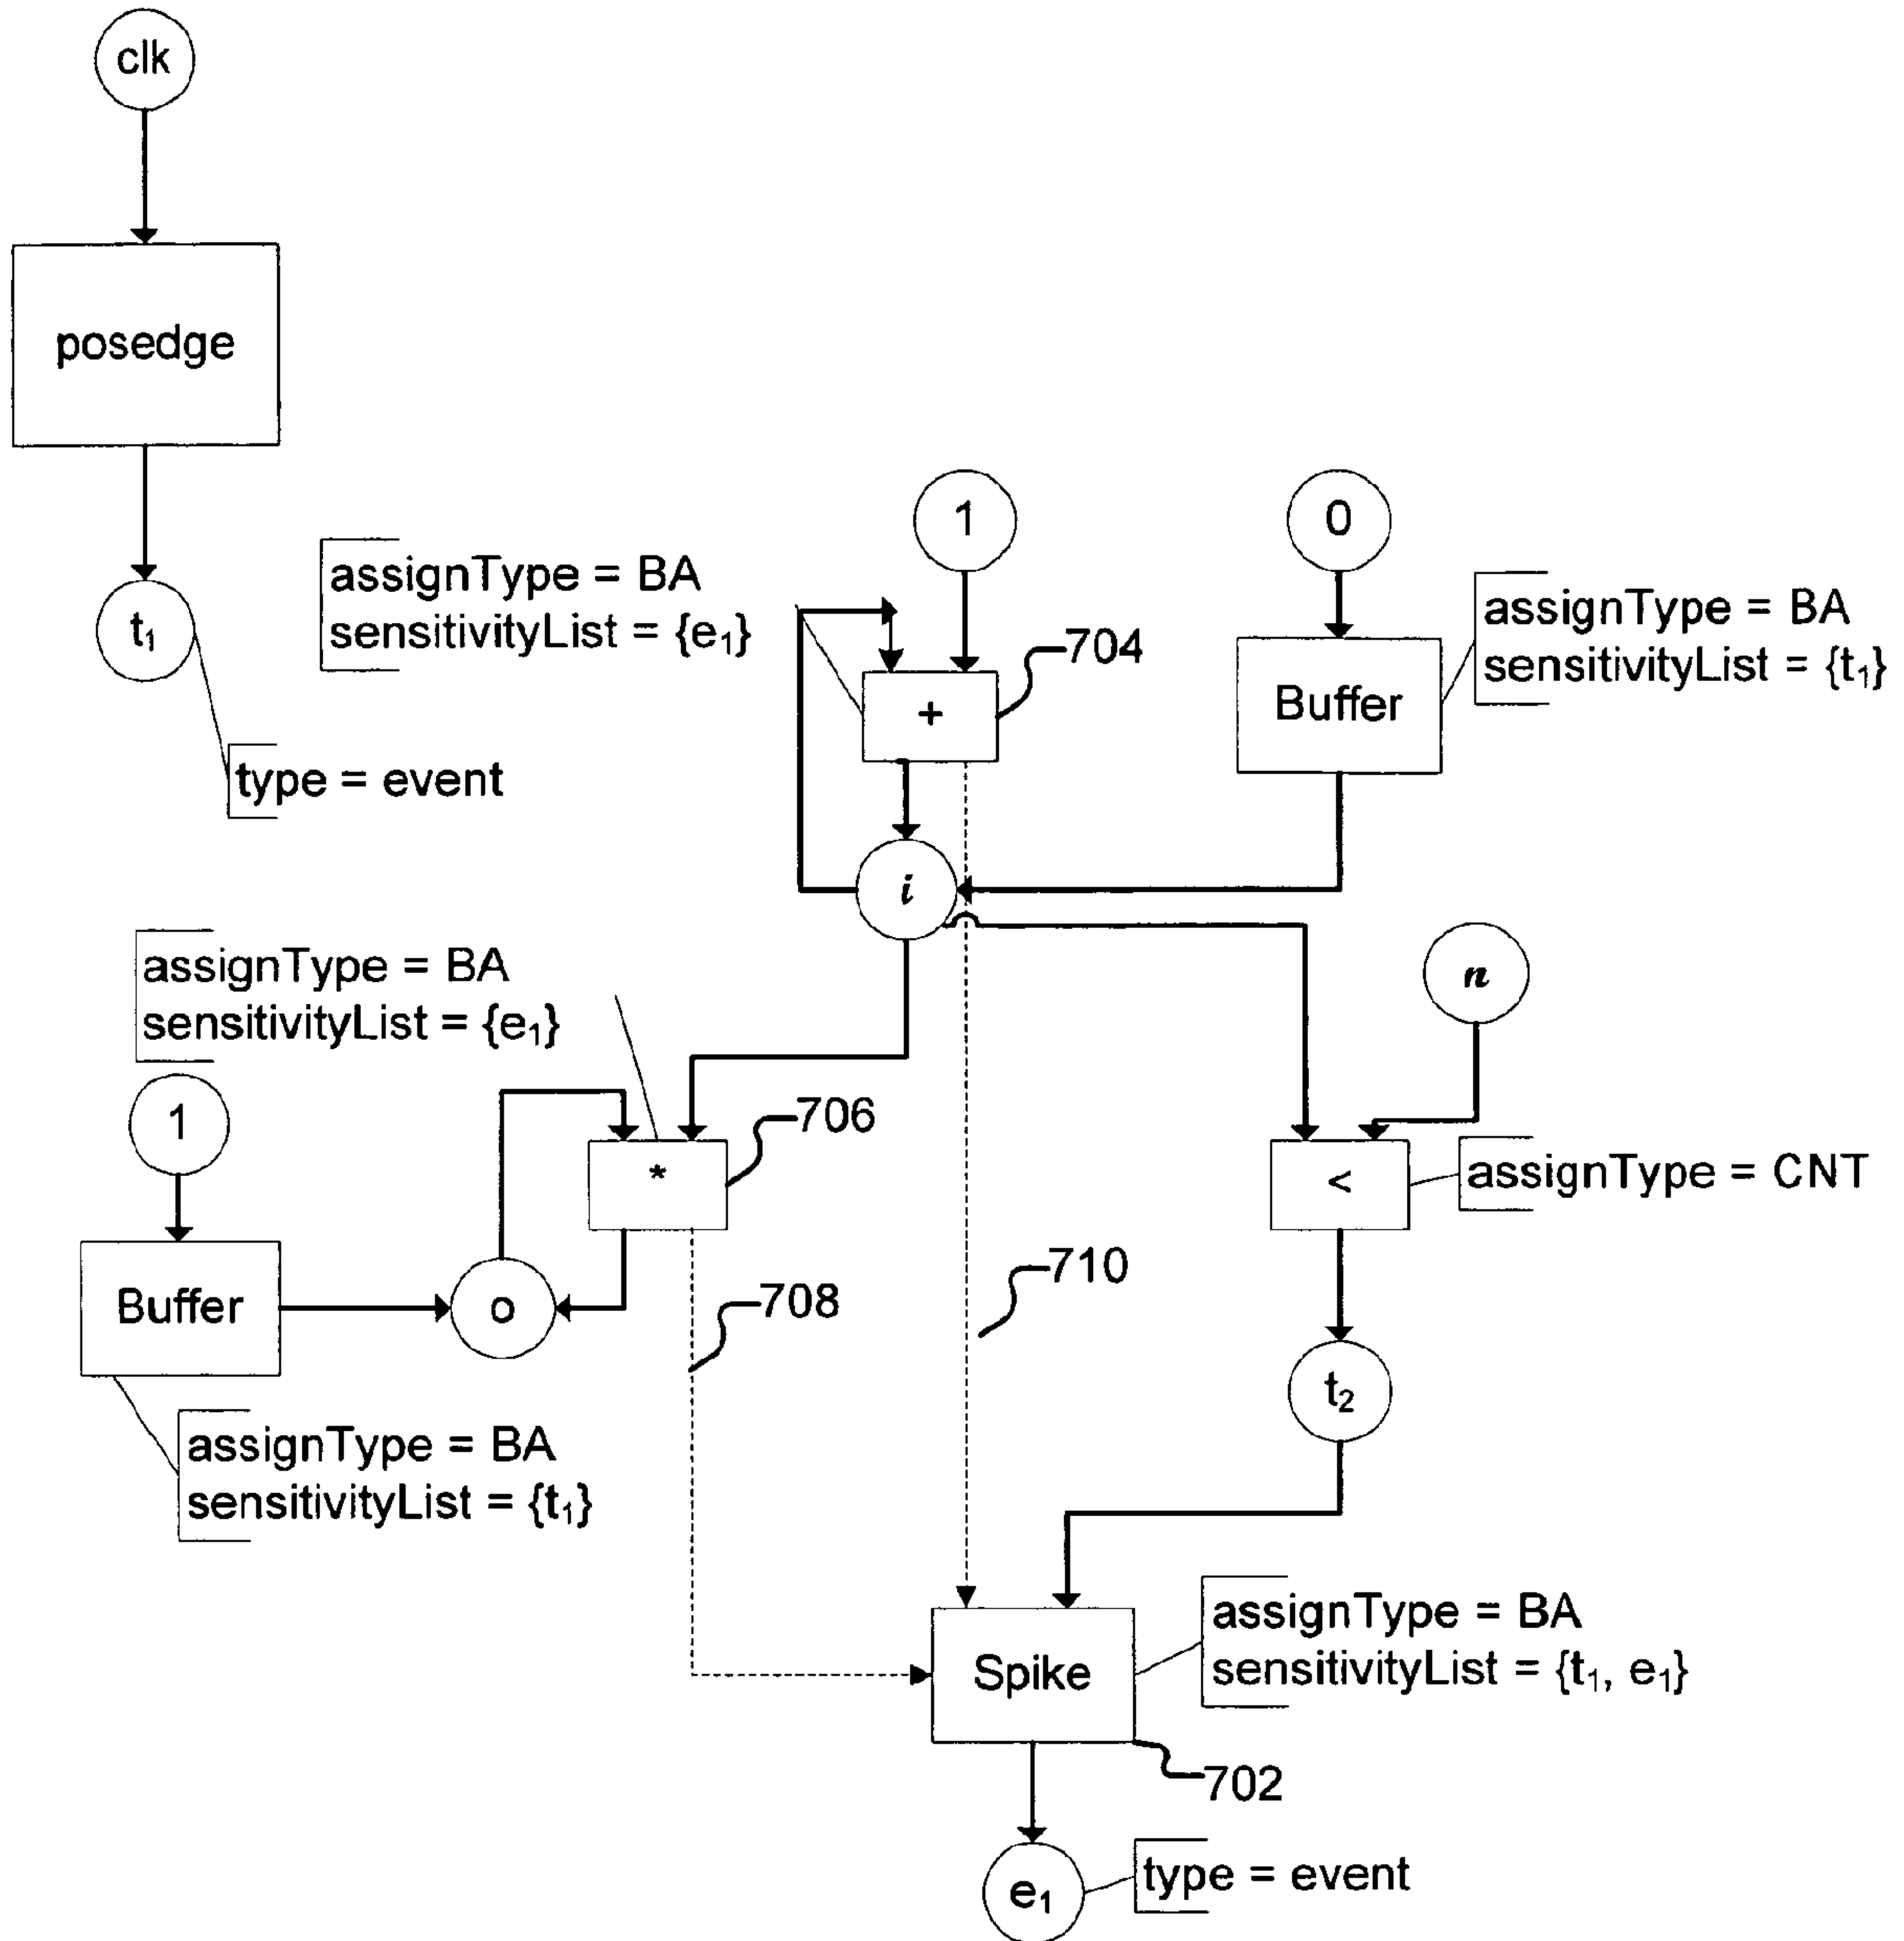 clk
posedge
t₁
type = event
assignType = BA
sensitivityList = {e₁}
1
0
704
+
Buffer
assignType = BA
sensitivityList = {t₁}
i
n
assignType = BA
sensitivityList = {e₁}
1
706
*
<
assignType = CNT
Buffer
o
708
710
t₂
assignType = BA
sensitivityList = {t₁}
Spike
assignType = BA
sensitivityList = {t₁, e₁}
702
e₁
type = event